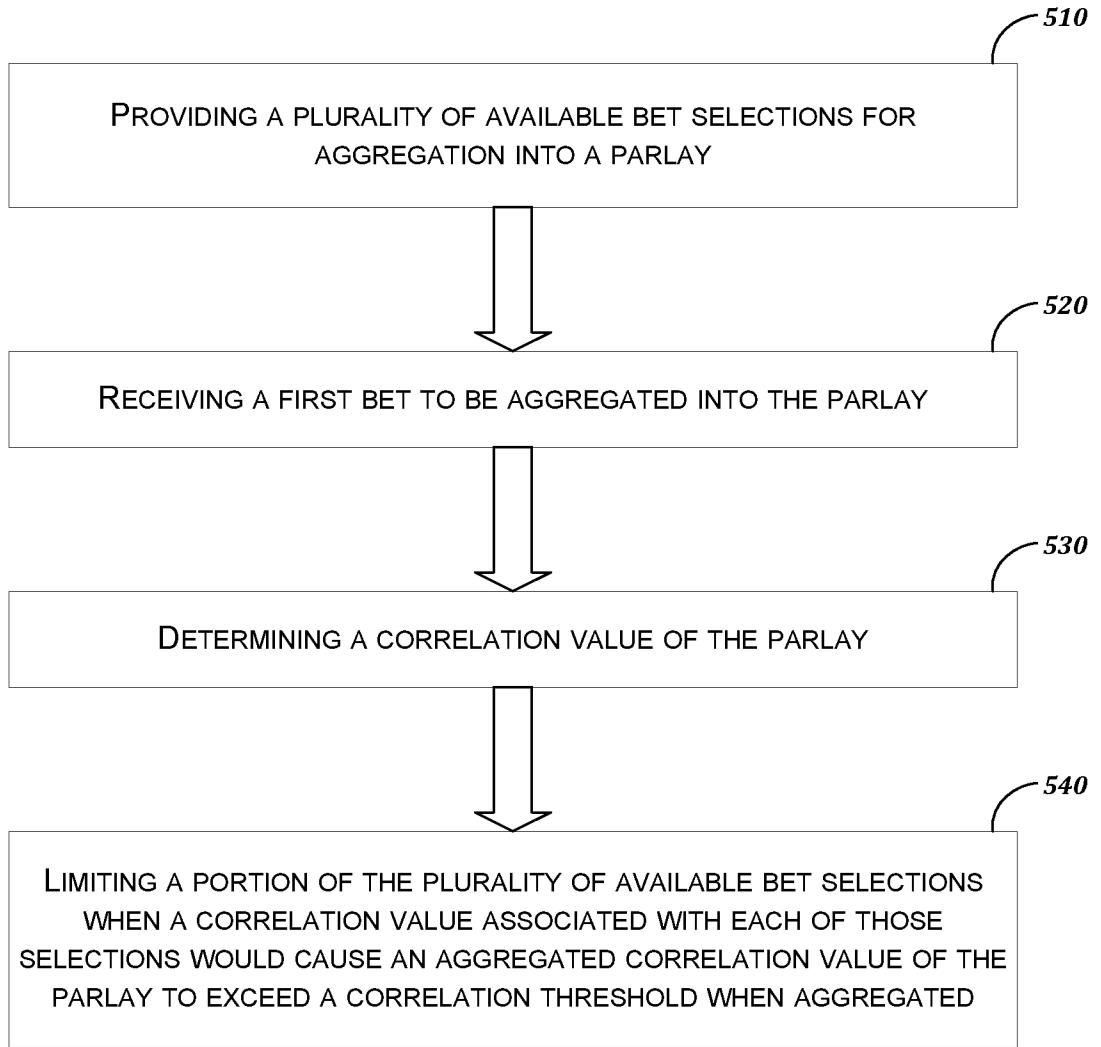 510
PROVIDING A PLURALITY OF AVAILABLE BET SELECTIONS FOR
AGGREGATION INTO A PARLAY
520
RECEIVING A FIRST BET TO BE AGGREGATED INTO THE PARLAY
530
DETERMINING A CORRELATION VALUE OF THE PARLAY
540
LIMITING A PORTION OF THE PLURALITY OF AVAILABLE BET SELECTIONS
WHEN A CORRELATION VALUE ASSOCIATED WITH EACH OF THOSE
SELECTIONS WOULD CAUSE AN AGGREGATED CORRELATION VALUE OF THE
PARLAY TO EXCEED A CORRELATION THRESHOLD WHEN AGGREGATED